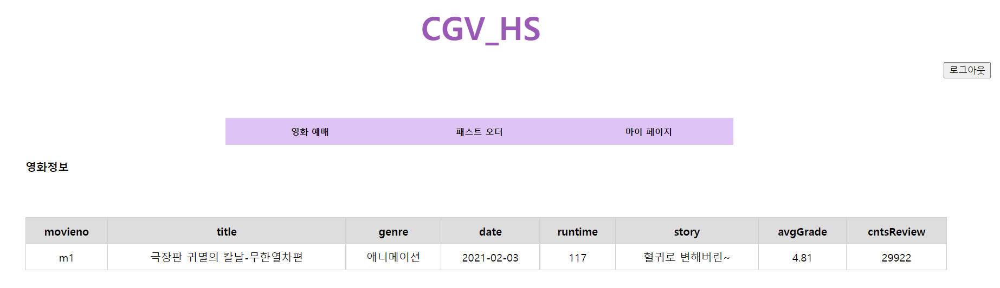 CGV_HS
로그아웃
영화 예매 패스트 오더 마이 페이지
영화정보
movieno title genre date runtime story avgGrade cntsReview
m1 극장판 귀멸의 칼날-무한열차편 애니메이션 2021-02-03 117 혈귀로 변해버린~ 4.81 29922